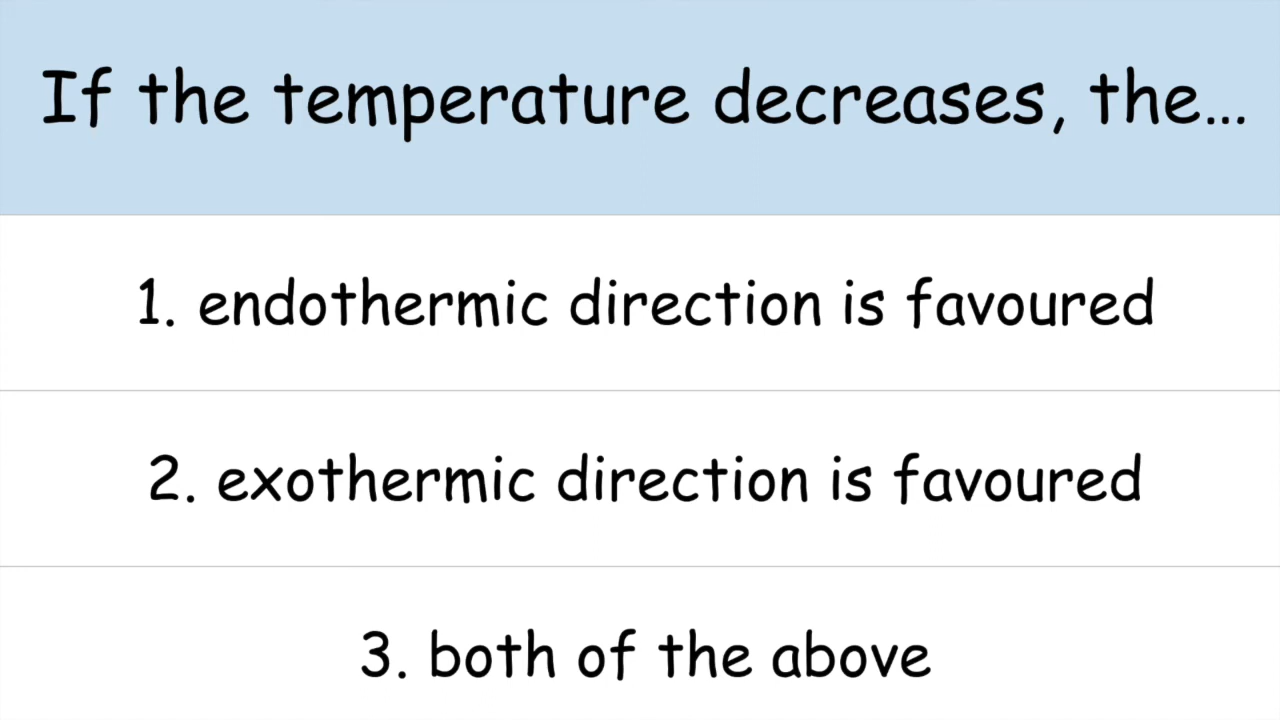 If the temperature decreases, the...
1. endothermic direction is favoured
2. exothermic direction is favoured
3. both of the above